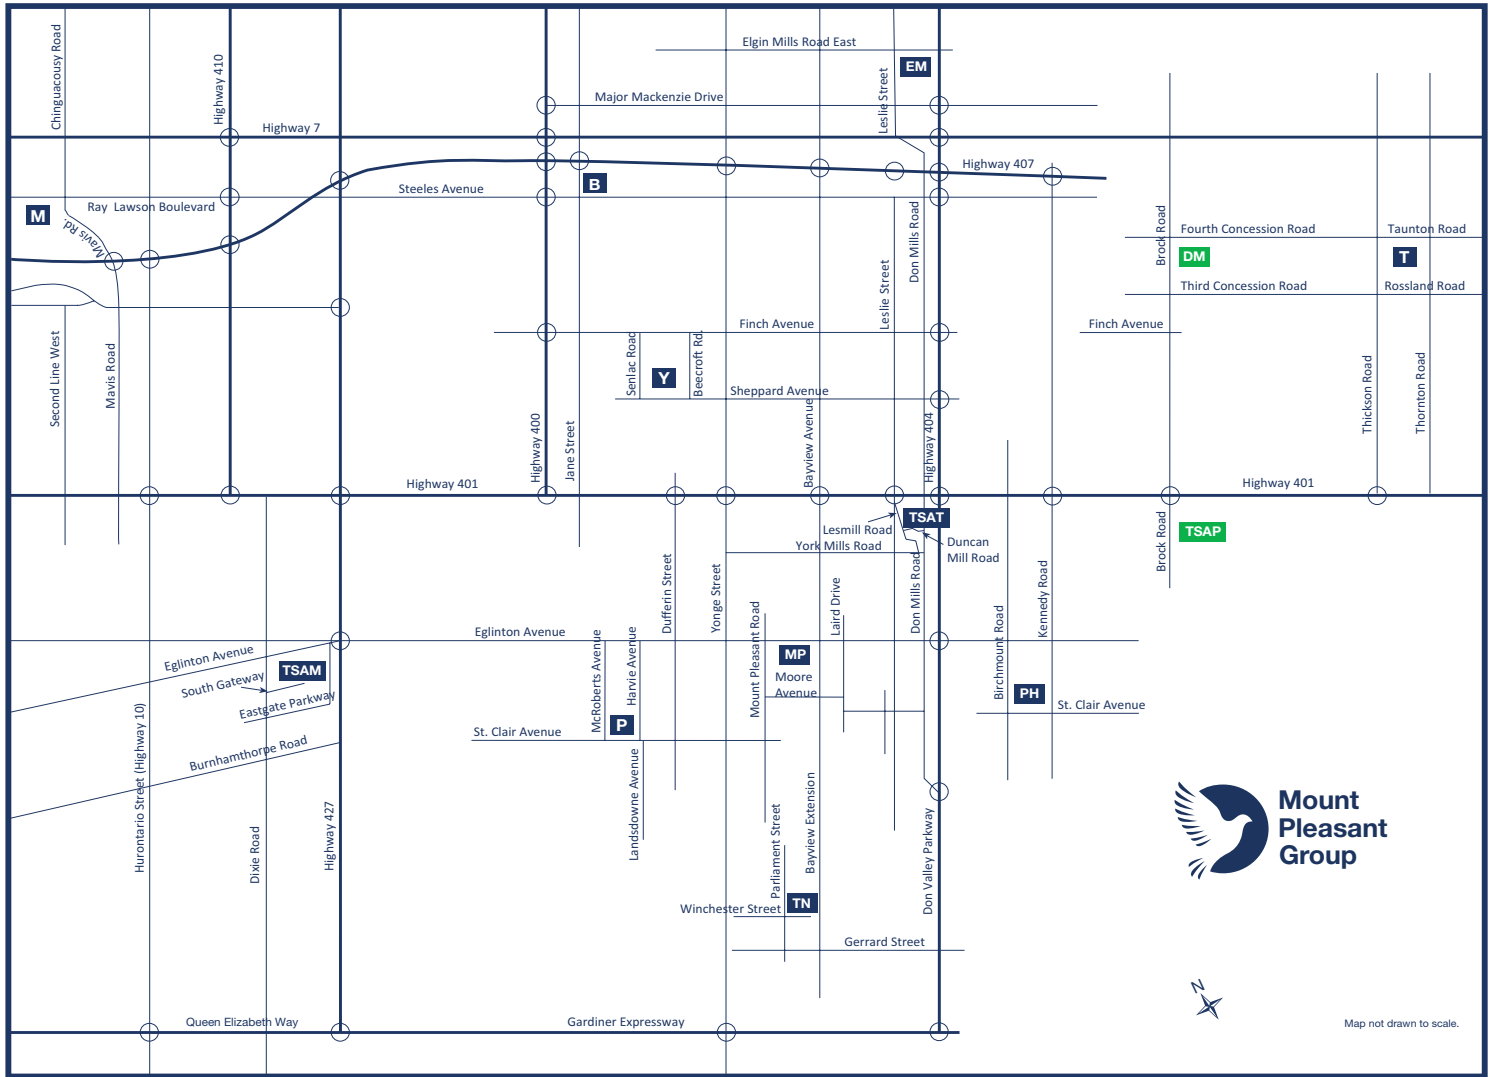 Elgin Mills Road East
EM
Chinguacousy Road
Highway 410
Leslie Street
Major Mackenzie Drive
Highway 7
Highway 407
Steeles Avenue
B
Ray Lawson Boulevard
M
Mavis Rd.
Don Mills Road
Brock Road
Fourth Concession Road
Taunton Road
DM
T
Third Concession Road
Rossland Road
Leslie Street
Finch Avenue
Finch Avenue
Second Line West
Mavis Road
Senlac Road
Y
Beecroft Rd.
Sheppard Avenue
Thickson Road
Thornton Road
Highway 400
Jane Street
Bayview Avenue
Highway 404
Highway 401
Highway 401
TSAT
Lesmill Road
York Mills Road
Duncan
Mill Road
Brock Road
TSAP
Dufferin Street
Yonge Street
Laird Drive
Don Mills Road
Kennedy Road
Eglinton Avenue
Eglinton Avenue
TSAM
South Gateway
Eastgate Parkway
McRoberts Avenue
Harvie Avenue
Mount Pleasant Road
MP
Moore
Avenue
Birchmount Road
PH
St. Clair Avenue
P
St. Clair Avenue
Burnhamthorpe Road
Hurontario Street (Highway 10)
Dixie Road
Highway 427
Landsdowne Avenue
Parliament Street
Bayview Extension
Don Valley Parkway
Mount
Pleasant
Group
TN
Winchester Street
Gerrard Street
N
Queen Elizabeth Way
Gardiner Expressway
Map not drawn to scale.